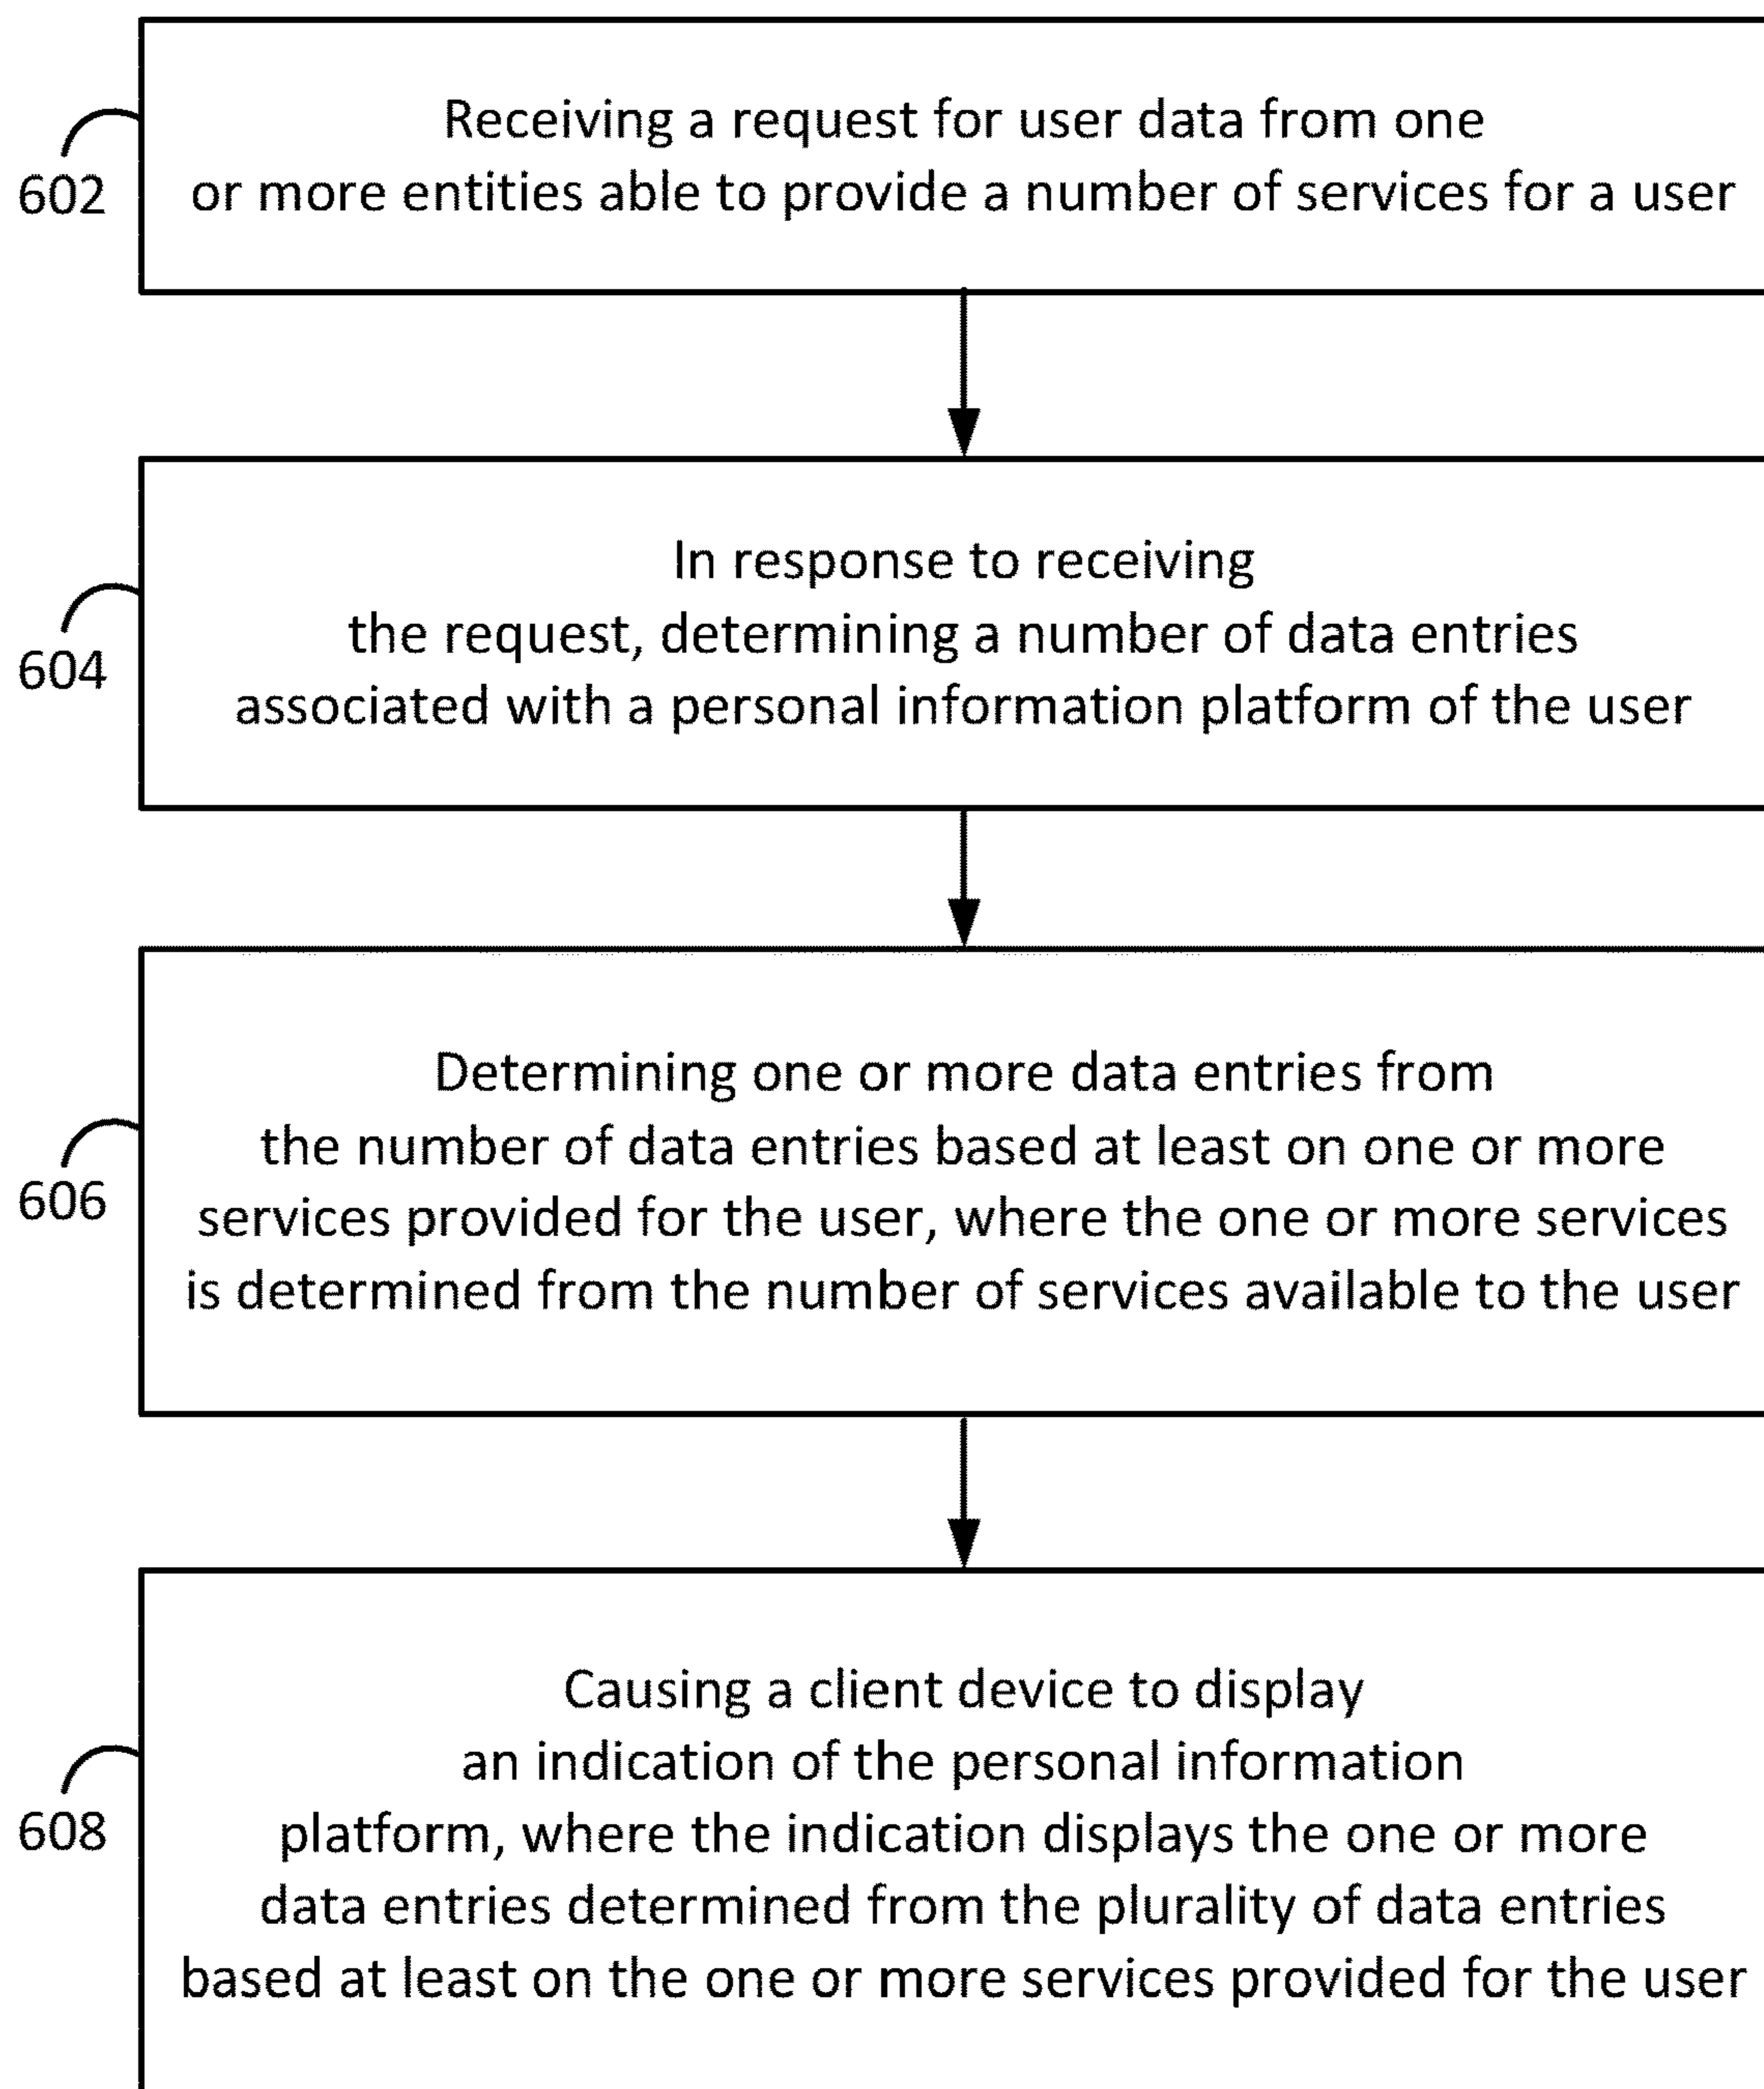 Receiving a request for user data from one
or more entities able to provide a number of services for a user
602
In response to receiving
the request, determining a number of data entries
associated with a personal information platform of the user
604
Determining one or more data entries from
the number of data entries based at least on one or more
services provided for the user, where the one or more services
is determined from the number of services available to the user
606
Causing a client device to display
an indication of the personal information
platform, where the indication displays the one or more
data entries determined from the plurality of data entries
based at least on the one or more services provided for the user
608